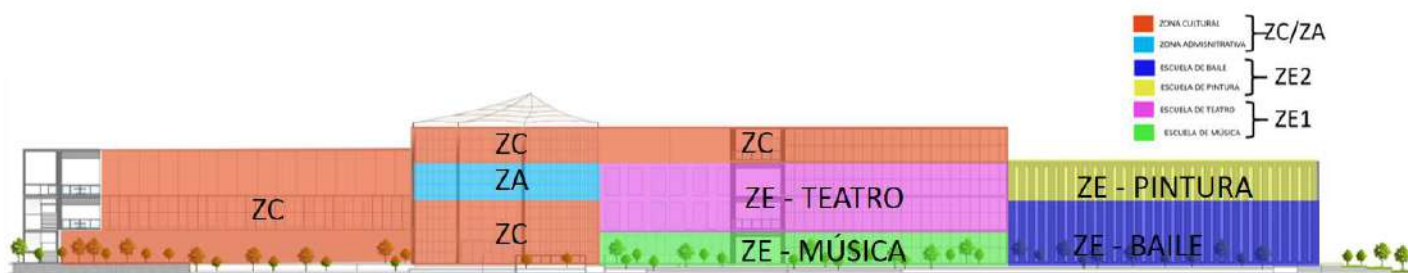 ZONA CULTURAL
ZONA ADMISNITRATIVA
ZC/ZA
ESCUELA DE BAILE
ESCUELA DE PINTURA
ZE2
ESCUELA DE TEATRO
ESCUELA DE MÚSICA
ZE1
ZC
ZC
ZA
ZE - TEATRO
ZE - PINTURA
ZC
ZC
ZE - MÚSICA
ZE - BAILE